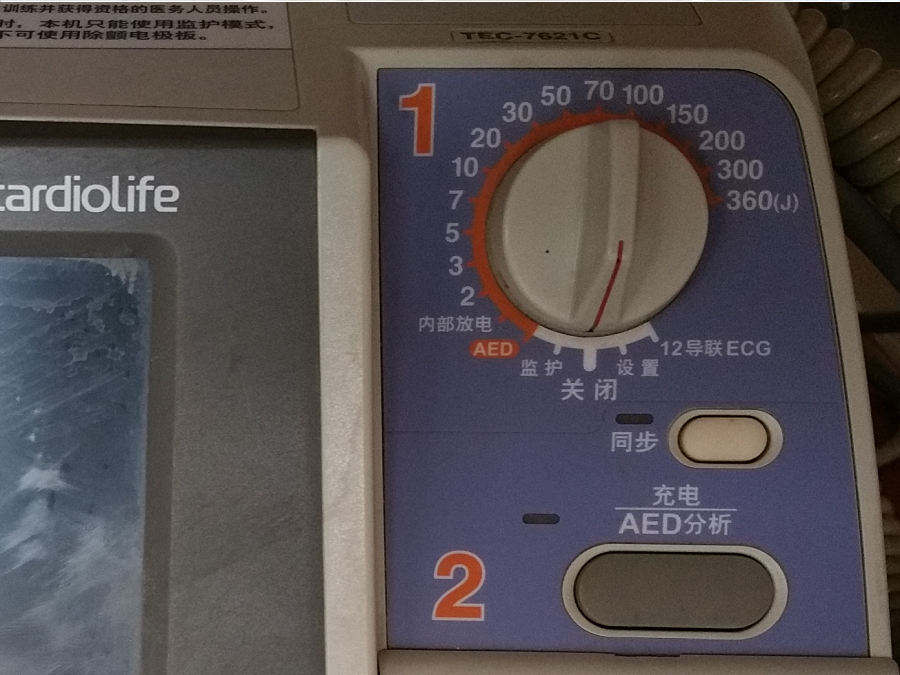 训练并获得资格的医务人员操作。
时，本机只能使用监护模式，
不可使用除颤电极板。
TEC-7621C
cardiolife
1
2
3
5
7
10
20
30
50
70
100
150
200
300
360(J)
内部放电
AED
监护
关闭
设置
12导联ECG
同步
充电
AED分析
2